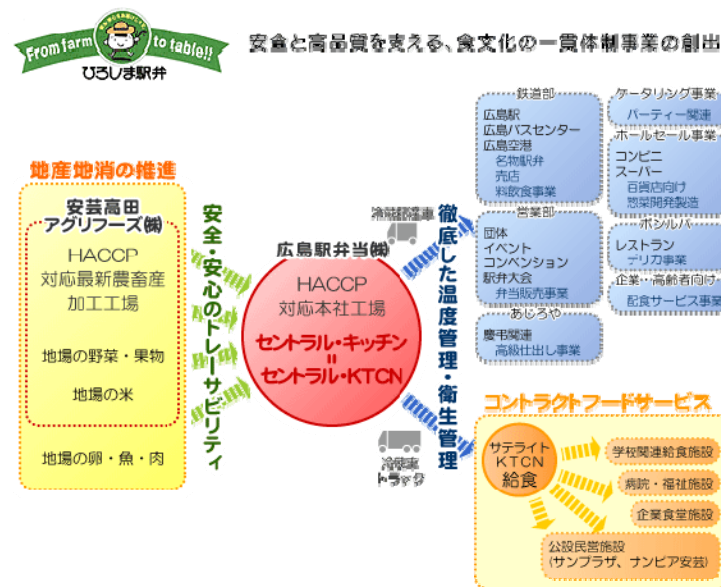 From farm to table!!
ひろしま駅弁
安全と高品質を支える、食文化の一貫体制事業の創出
地産地消の推進
安芸高田
アグリフーズ㈱
HACCP
対応最新農畜産
加工工場
地場の野菜・果物
地場の米
地場の卵・魚・肉
安全・安心のトレーサビリティ
広島駅弁当㈱
HACCP
対応本社工場
セントラル・キッチン
=
セントラル・KTCN
徹底した温度管理・衛生管理
冷蔵車
トラック
鉄道部
広島駅
広島バスセンター
広島空港
名物駅弁
売店
料飲食事業
営業部
団体
イベント
コンベンション
駅弁大会
弁当販売事業
あじろや
慶弔関連
高級仕出し事業
ケータリング事業
パーティー関連
ホールセール事業
コンビニ
スーパー
百貨店向け
惣菜開発製造
ボシルバ
レストラン
デリカ事業
企業・高齢者向け
配食サービス事業
コントラクトフードサービス
サテライト
KTCN
給食
学校関連給食施設
病院・福祉施設
企業食堂施設
公設民営施設
(サンプラザ、サンピア安芸)